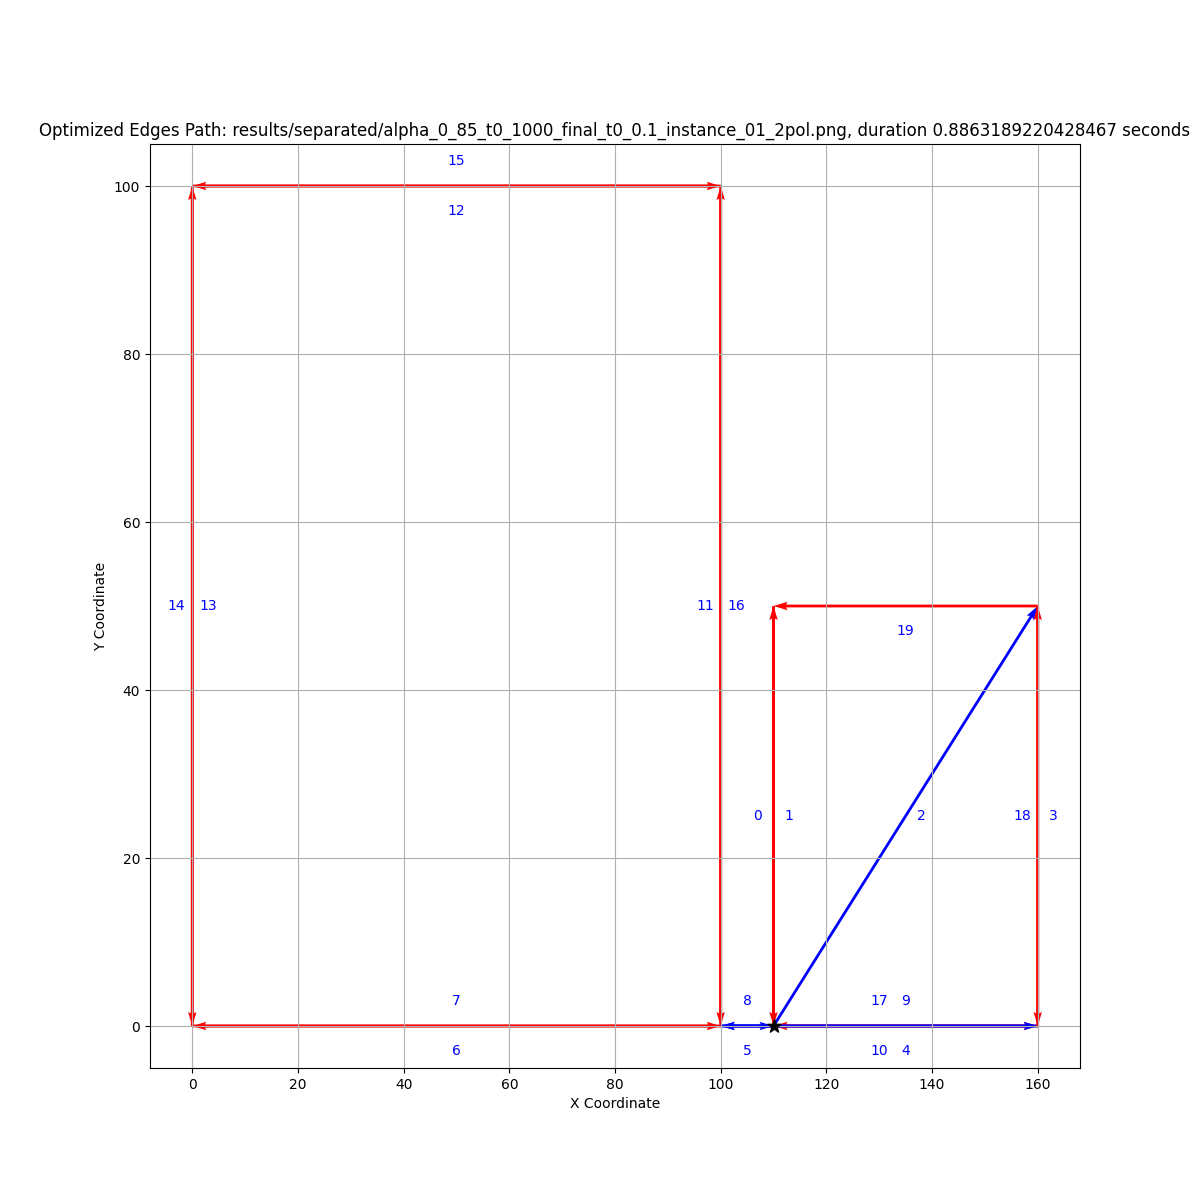 Optimized Edges Path: results/separated/alpha_0_85_t0_1000_final_t0_0.1_instance_01_2pol.png, duration 0.8863189220428467 seconds
15
100
12
80
60
Y Coordinate
14 13 11 16
19
40
0 1 2 18 3
20
7 8 17 9
0
6 5 10 4
0 20 40 60 80 100 120 140 160
X Coordinate